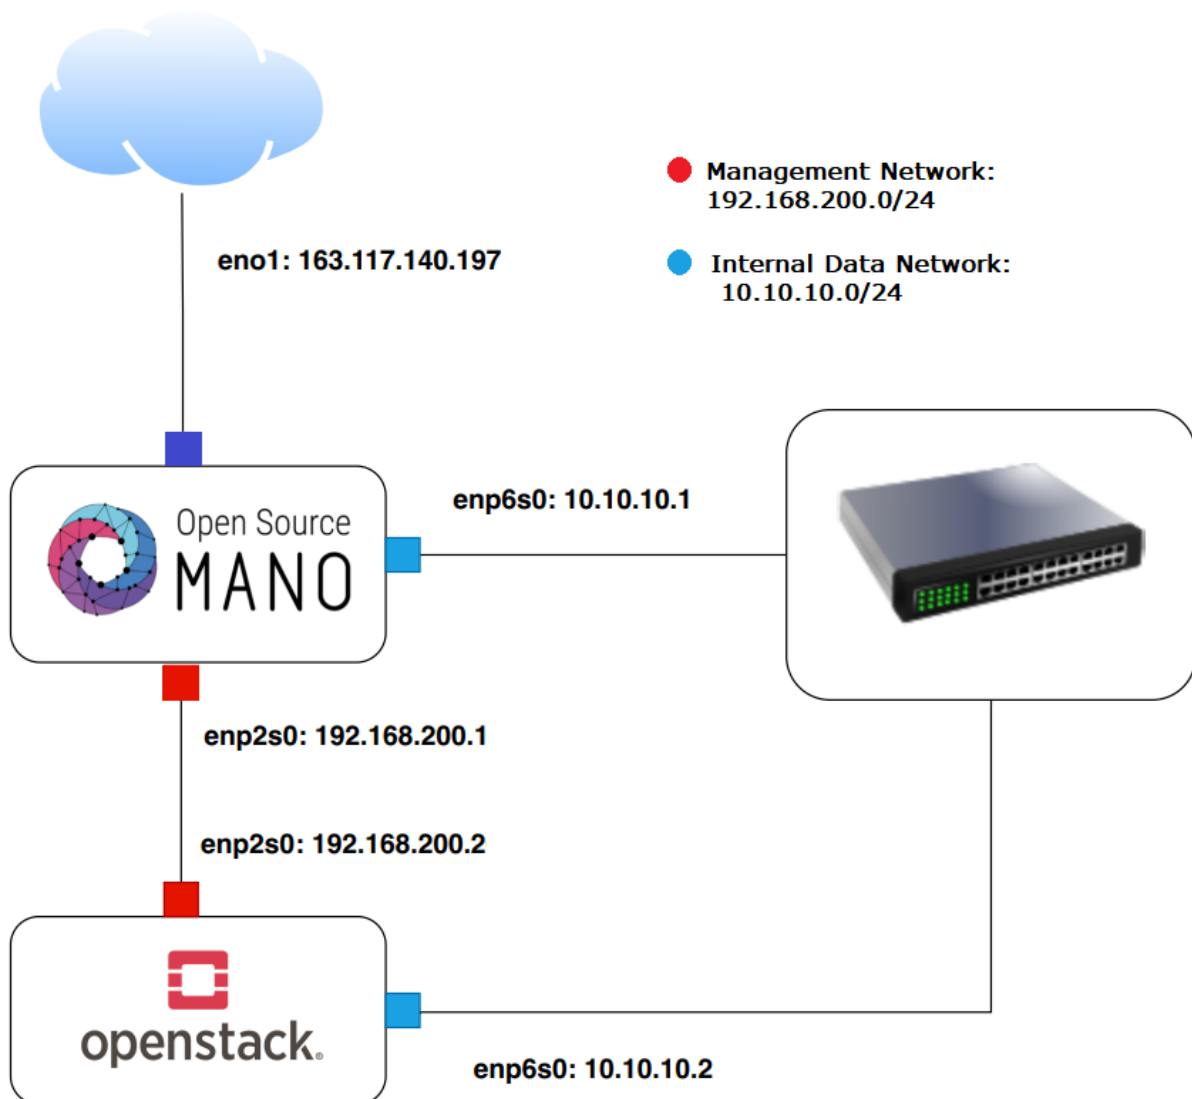 Management Network:
192.168.200.0/24
eno1: 163.117.140.197
Internal Data Network:
10.10.10.0/24
enp6s0: 10.10.10.1
Open Source
MANO
enp2s0: 192.168.200.1
enp2s0: 192.168.200.2
openstack®
enp6s0: 10.10.10.2